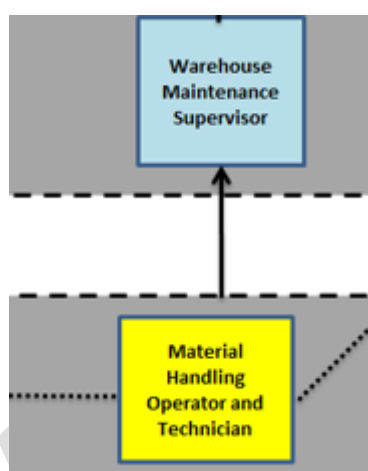 Warehouse
Maintenance
Supervisor
Material
Handling
Operator and
Technician